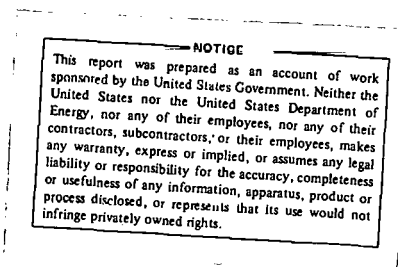 NOTICE
This report was prepared as an account of work
sponsored by the United States Government. Neither the
United States nor the United States Department of
Energy, nor any of their employees, nor any of their
contractors, subcontractors, or their employees, makes
any warranty, express or implied, or assumes any legal
liability or responsibility for the accuracy, completeness
or usefulness of any information, apparatus, product or
process disclosed, or represents that its use would not
infringe privately owned rights.